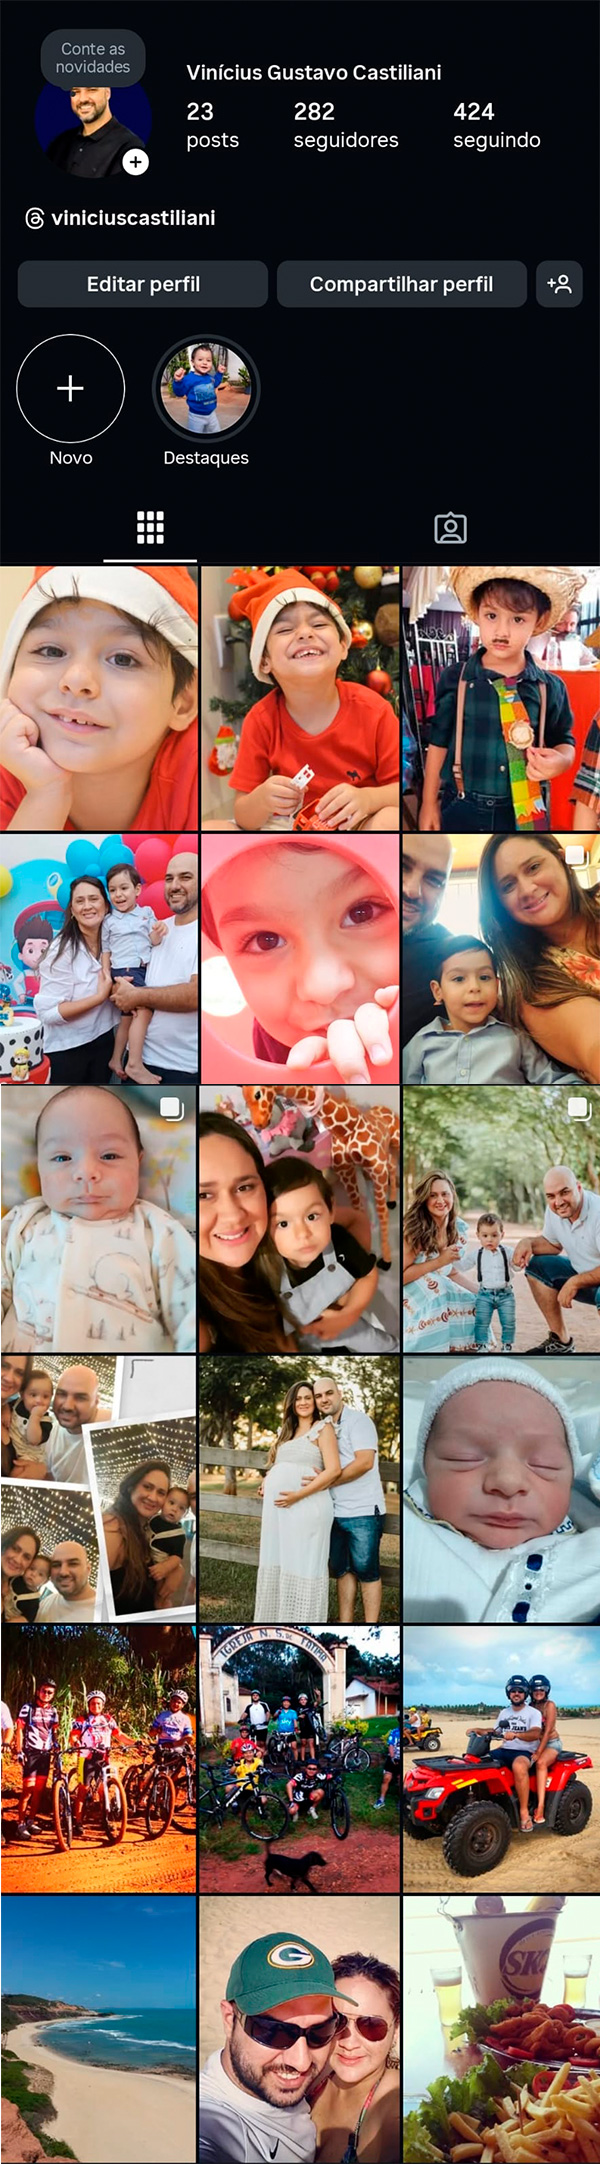 Conte as
novidades
Vinícius Gustavo Castiliani
23
posts
282
seguidores
424
seguindo
viniciuscastiliani
Editar perfil
Compartilhar perfil
Novo
Destaques
IGREJA N. S. DE FATIMA
G
SK